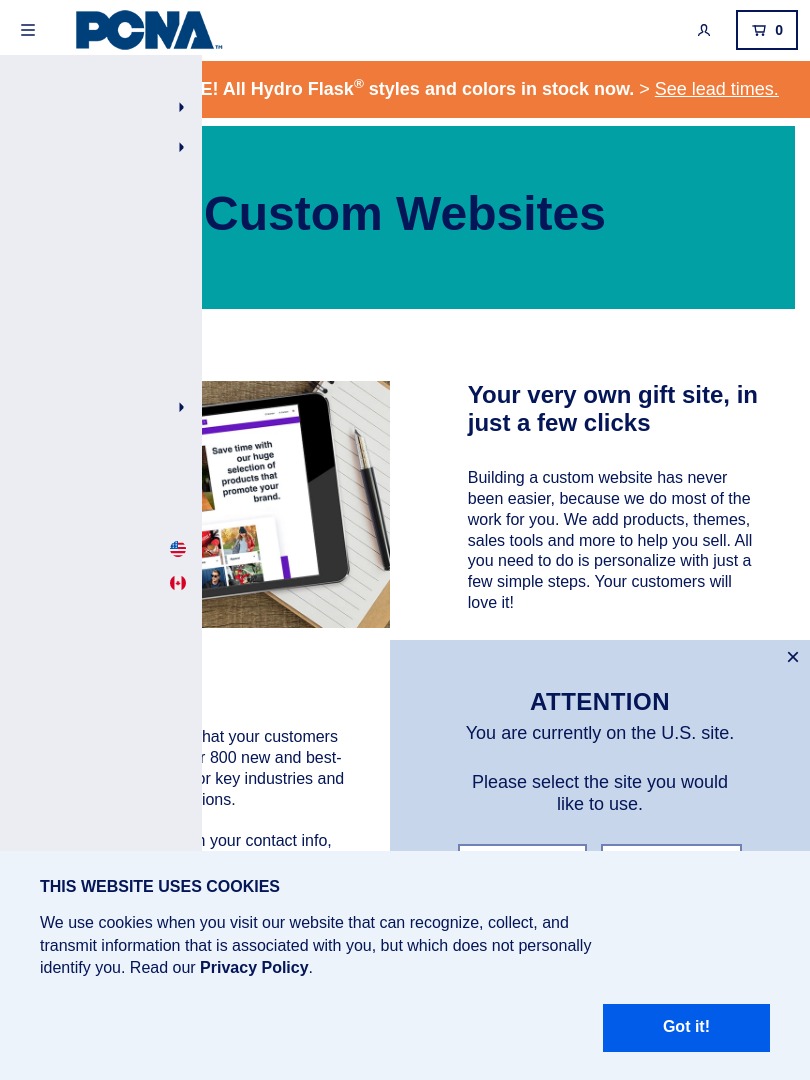 PCNA™
0
E! All Hydro Flask® styles and colors in stock now. > See lead times.
Custom Websites
Save time with
our huge
selection of
products that
promote your
brand.
Your very own gift site, in
just a few clicks
Building a custom website has never
been easier, because we do most of the
work for you. We add products, themes,
sales tools and more to help you sell. All
you need to do is personalize with just a
few simple steps. Your customers will
love it!
×
ATTENTION
You are currently on the U.S. site.
Please select the site you would
like to use.
hat your customers
r 800 new and best-
or key industries and
ions.
n your contact info,
THIS WEBSITE USES COOKIES
We use cookies when you visit our website that can recognize, collect, and
transmit information that is associated with you, but which does not personally
identify you. Read our Privacy Policy.
Got it!